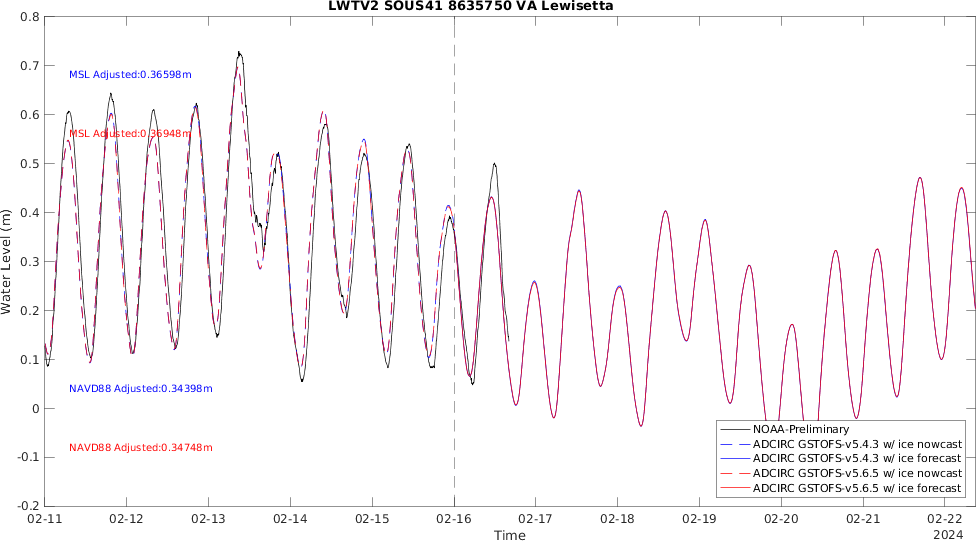 LWTV2 SOUS41 8635750 VA Lewisetta
0.8
0.7
0.6
0.5
0.4
0.3
0.2
0.1
0
-0.1
-0.2
Water Level (m)
MSL Adjusted:0.36598m
MSL Adjusted:0.36948m
NAVD88 Adjusted:0.34398m
NAVD88 Adjusted:0.34748m
NOAA-Preliminary
ADCIRC GSTOFS-v5.4.3 w/ ice nowcast
ADCIRC GSTOFS-v5.4.3 w/ ice forecast
ADCIRC GSTOFS-v5.6.5 w/ ice nowcast
ADCIRC GSTOFS-v5.6.5 w/ ice forecast
02-11 02-12 02-13 02-14 02-15 02-16 02-17 02-18 02-19 02-20 02-21 02-22
2024
Time